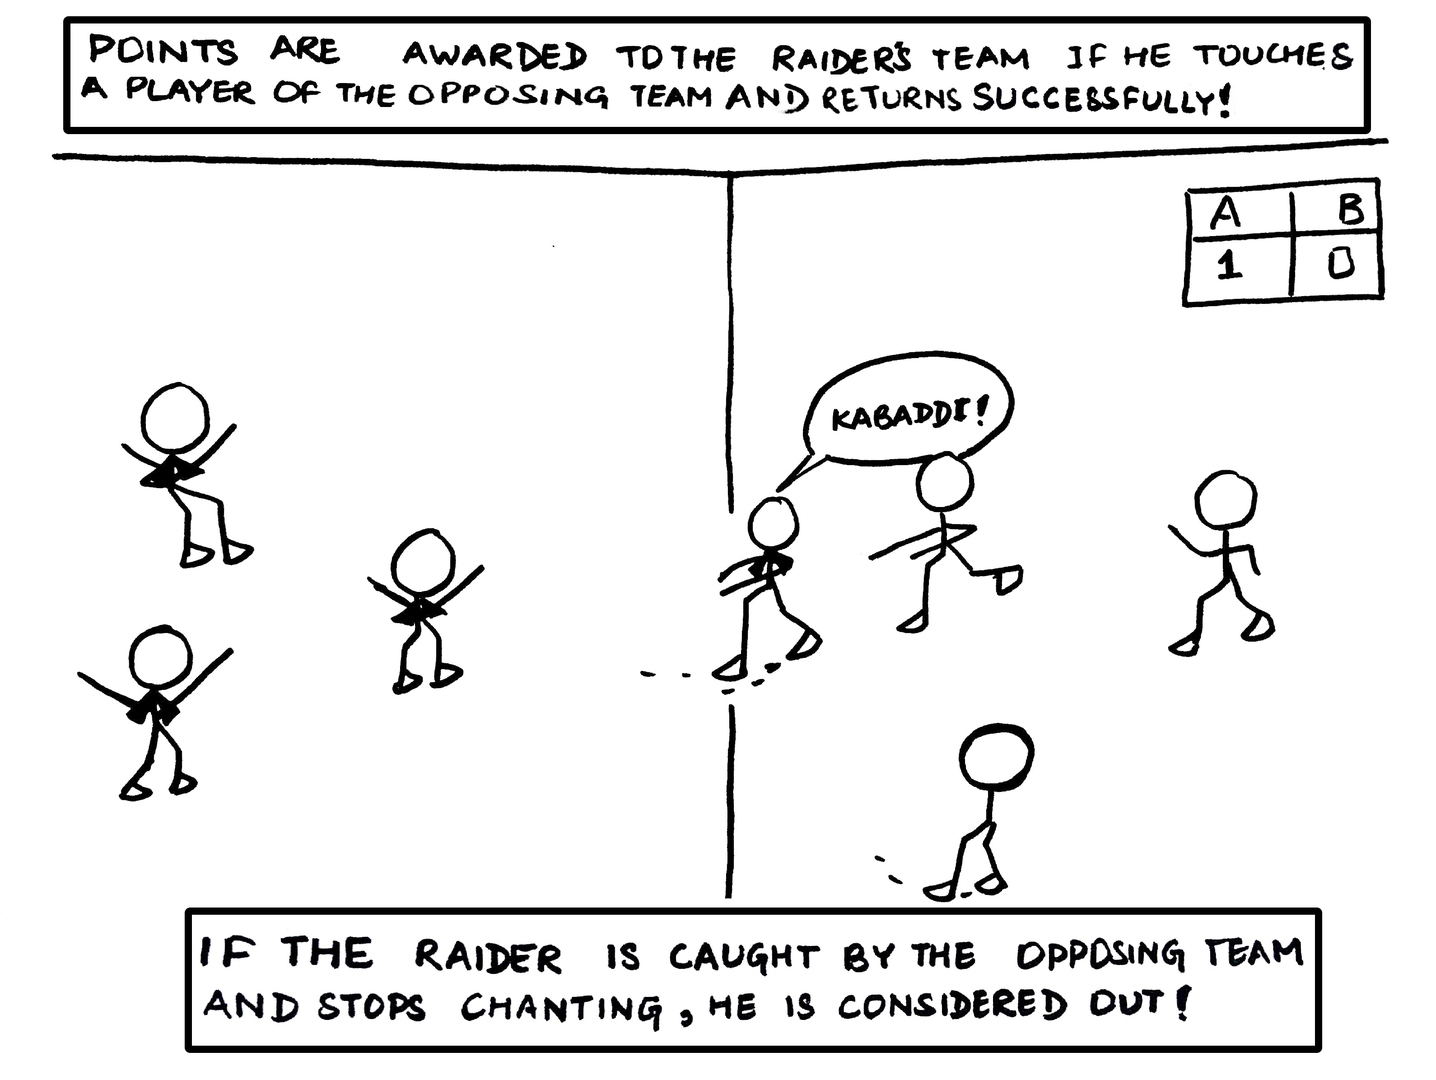 POINTS ARE AWARDED TO THE RAIDER'S TEAM IF HE TOUCHES
A PLAYER OF THE OPPOSING TEAM AND RETURNS SUCCESSFULLY!
A B
1 0
KABADDI!
IF THE RAIDER IS CAUGHT BY THE OPPOSING TEAM
AND STOPS CHANTING, HE IS CONSIDERED OUT!